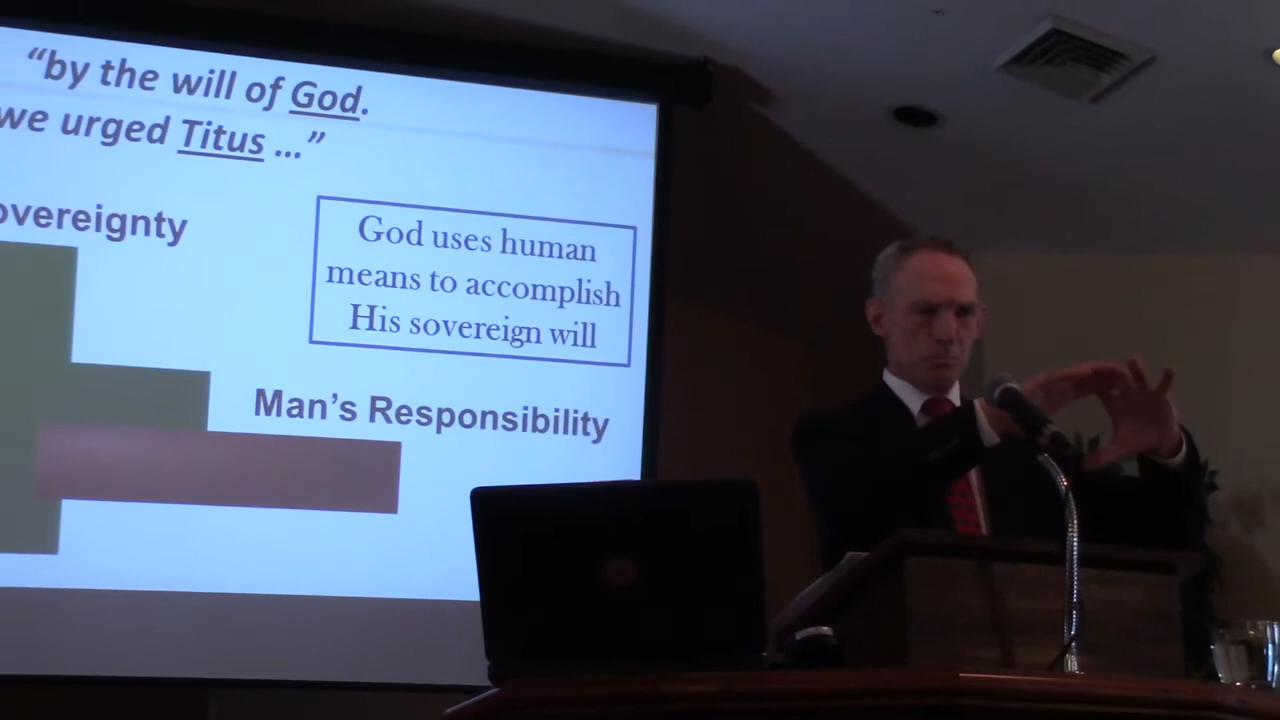 “by the will of God.
we urged Titus ...”
overeignty
God uses human
means to accomplish
His sovereign will
Man’s Responsibility